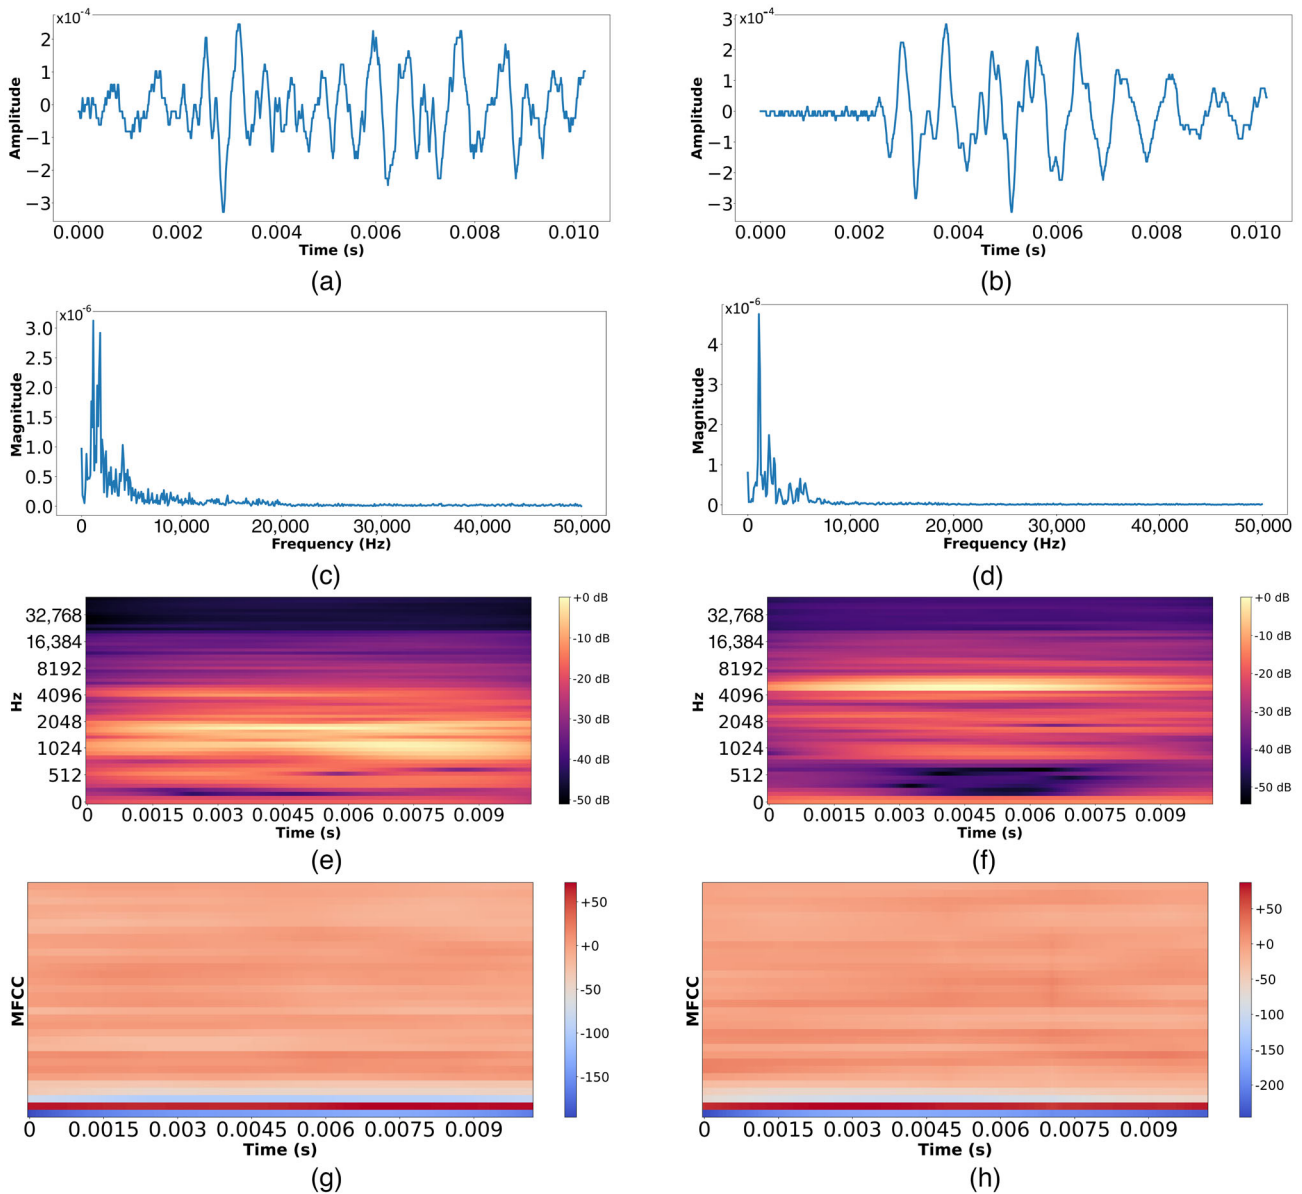 x10⁻⁴
2
1
0
−1
−2
−3
Amplitude
0.000 0.002 0.004 0.006 0.008 0.010
Time (s)
(a)
x10⁻⁴
3
2
1
0
−1
−2
−3
Amplitude
0.000 0.002 0.004 0.006 0.008 0.010
Time (s)
(b)
x10⁻⁶
3.0
2.5
2.0
1.5
1.0
0.5
0.0
Magnitude
0 10,000 20,000 30,000 40,000 50,000
Frequency (Hz)
(c)
x10⁻⁶
4
3
2
1
0
Magnitude
0 10,000 20,000 30,000 40,000 50,000
Frequency (Hz)
(d)
32,768
16,384
8192
4096
2048
1024
512
0
Hz
0 0.0015 0.003 0.0045 0.006 0.0075 0.009
Time (s)
+0 dB
-10 dB
-20 dB
-30 dB
-40 dB
-50 dB
(e)
32,768
16,384
8192
4096
2048
1024
512
0
Hz
0 0.0015 0.003 0.0045 0.006 0.0075 0.009
Time (s)
+0 dB
-10 dB
-20 dB
-30 dB
-40 dB
-50 dB
(f)
MFCC
0 0.0015 0.003 0.0045 0.006 0.0075 0.009
Time (s)
+50
+0
-50
-100
-150
(g)
MFCC
0 0.0015 0.003 0.0045 0.006 0.0075 0.009
Time (s)
+50
+0
-50
-100
-150
-200
(h)